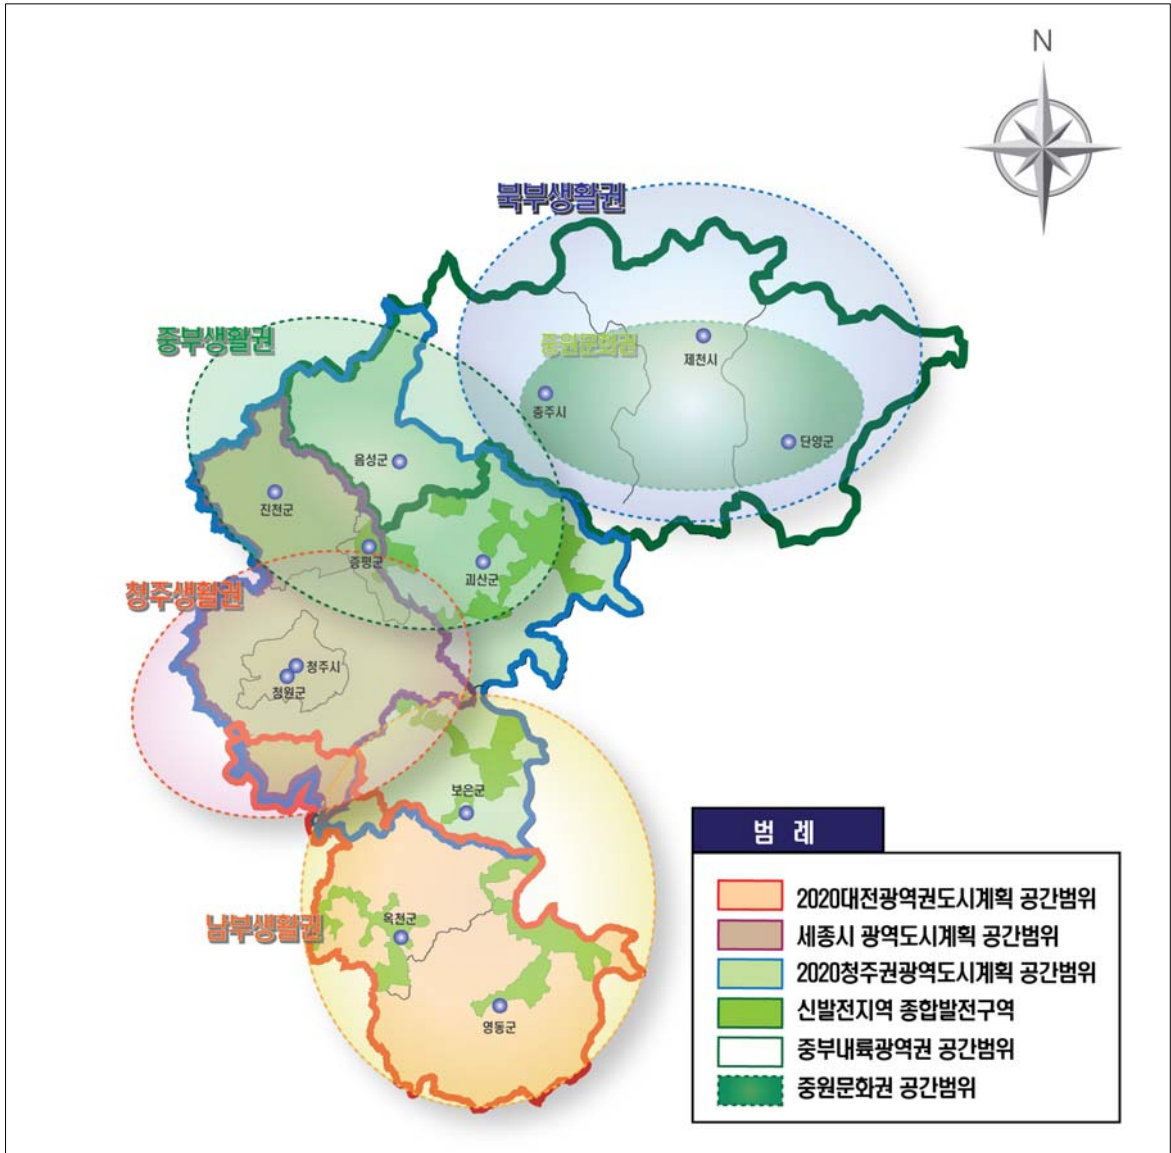 N
북부생활권
중부생활권
중원문화권
제천시
충주시
단양군
음성군
진천군
증평군
괴산군
청주생활권
청주시
청원군
보은군
남부생활권
옥천군
영동군
범 례
2020대전광역권도시계획 공간범위
세종시 광역도시계획 공간범위
2020청주권광역도시계획 공간범위
신발전지역 종합발전구역
중부내륙광역권 공간범위
중원문화권 공간범위